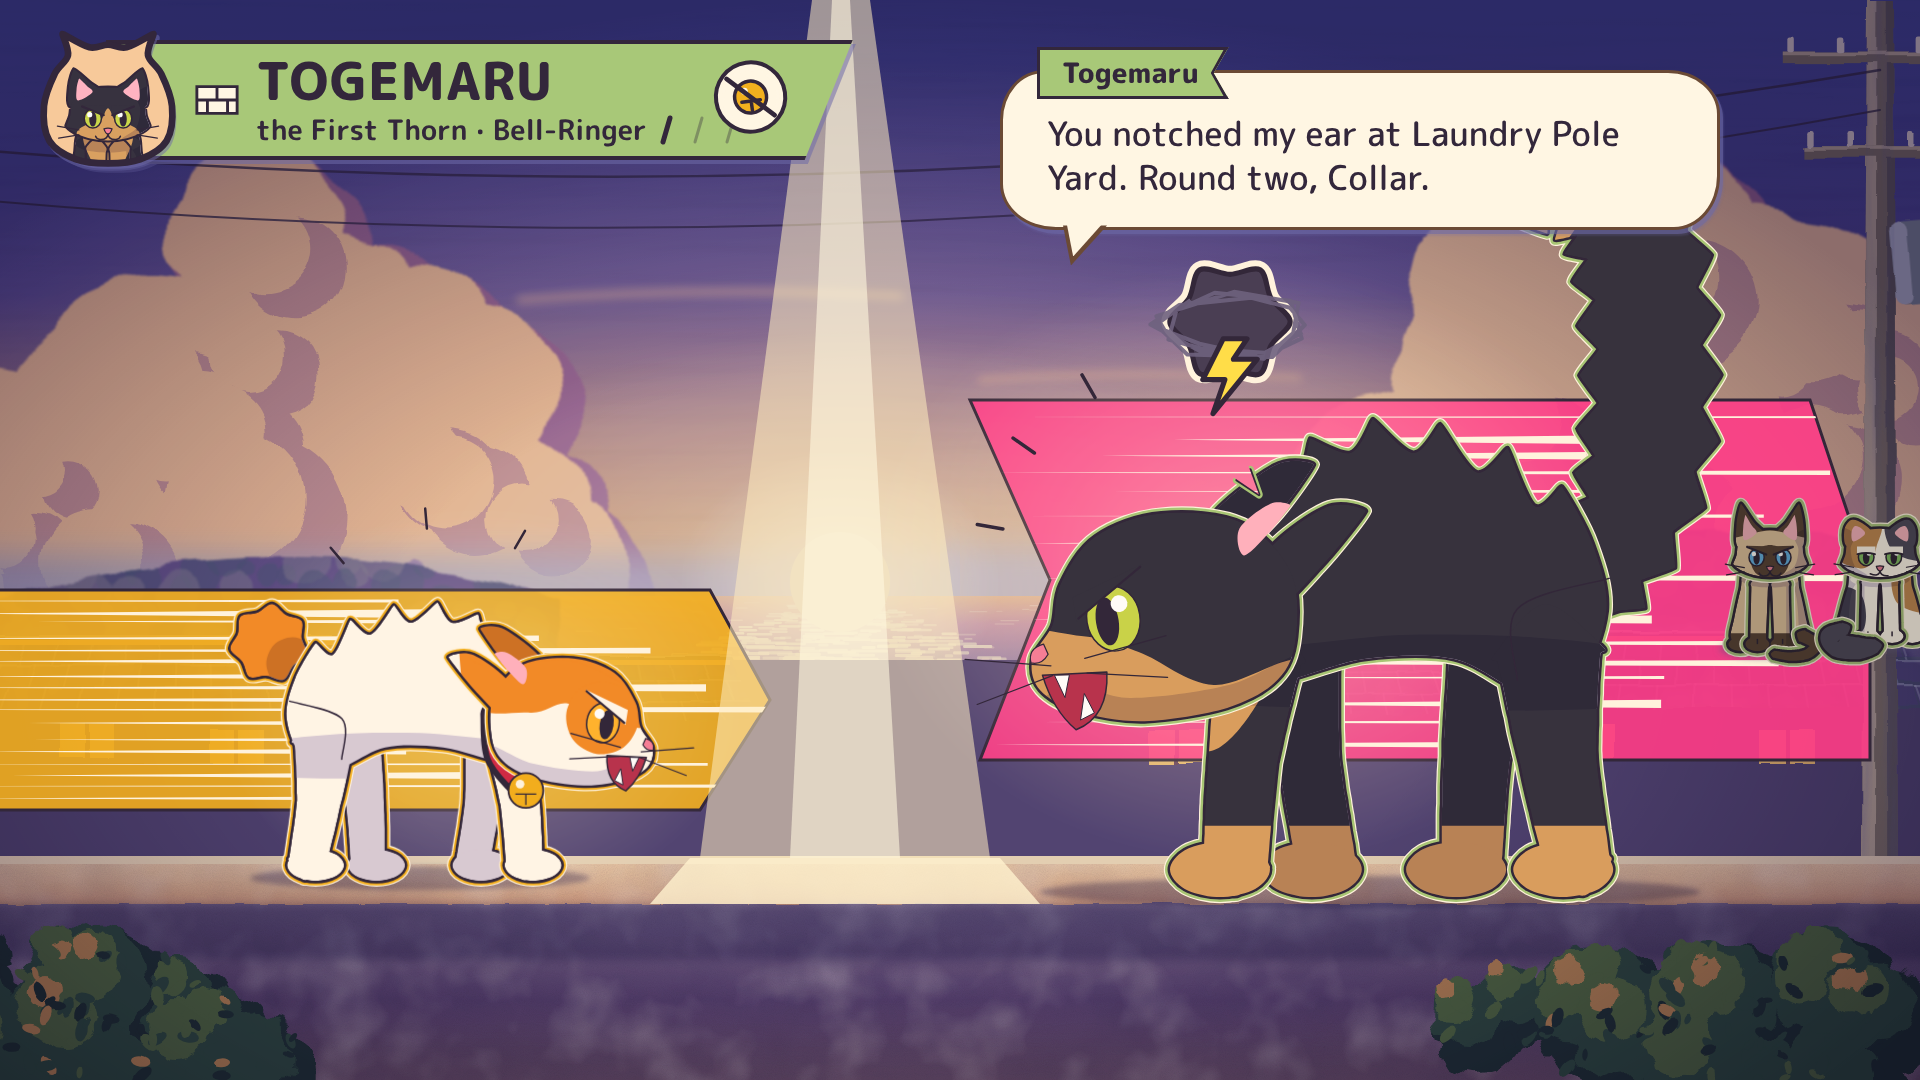 TOGEMARU
the First Thorn · Bell-Ringer
Togemaru
You notched my ear at Laundry Pole
Yard. Round two, Collar.